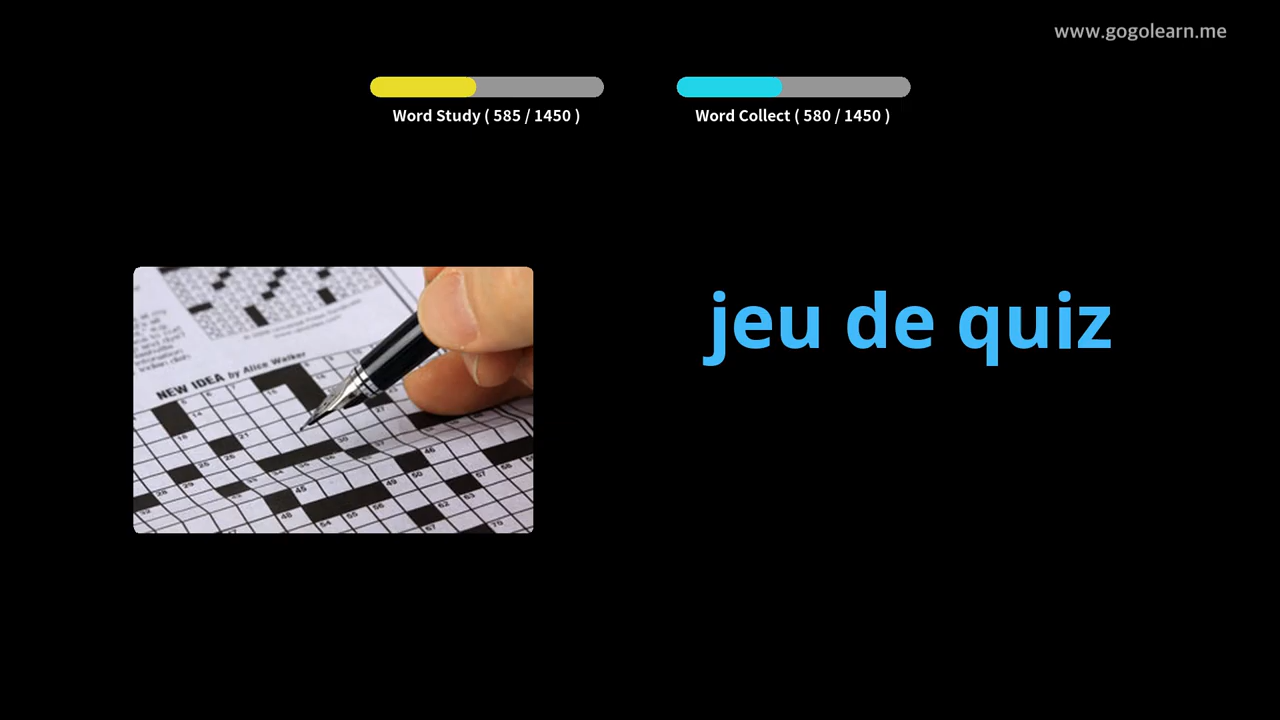 www.gogolearn.me
Word Study ( 585 / 1450 )
Word Collect ( 580 / 1450 )
jeu de quiz
NEW IDEA by Alice Walker